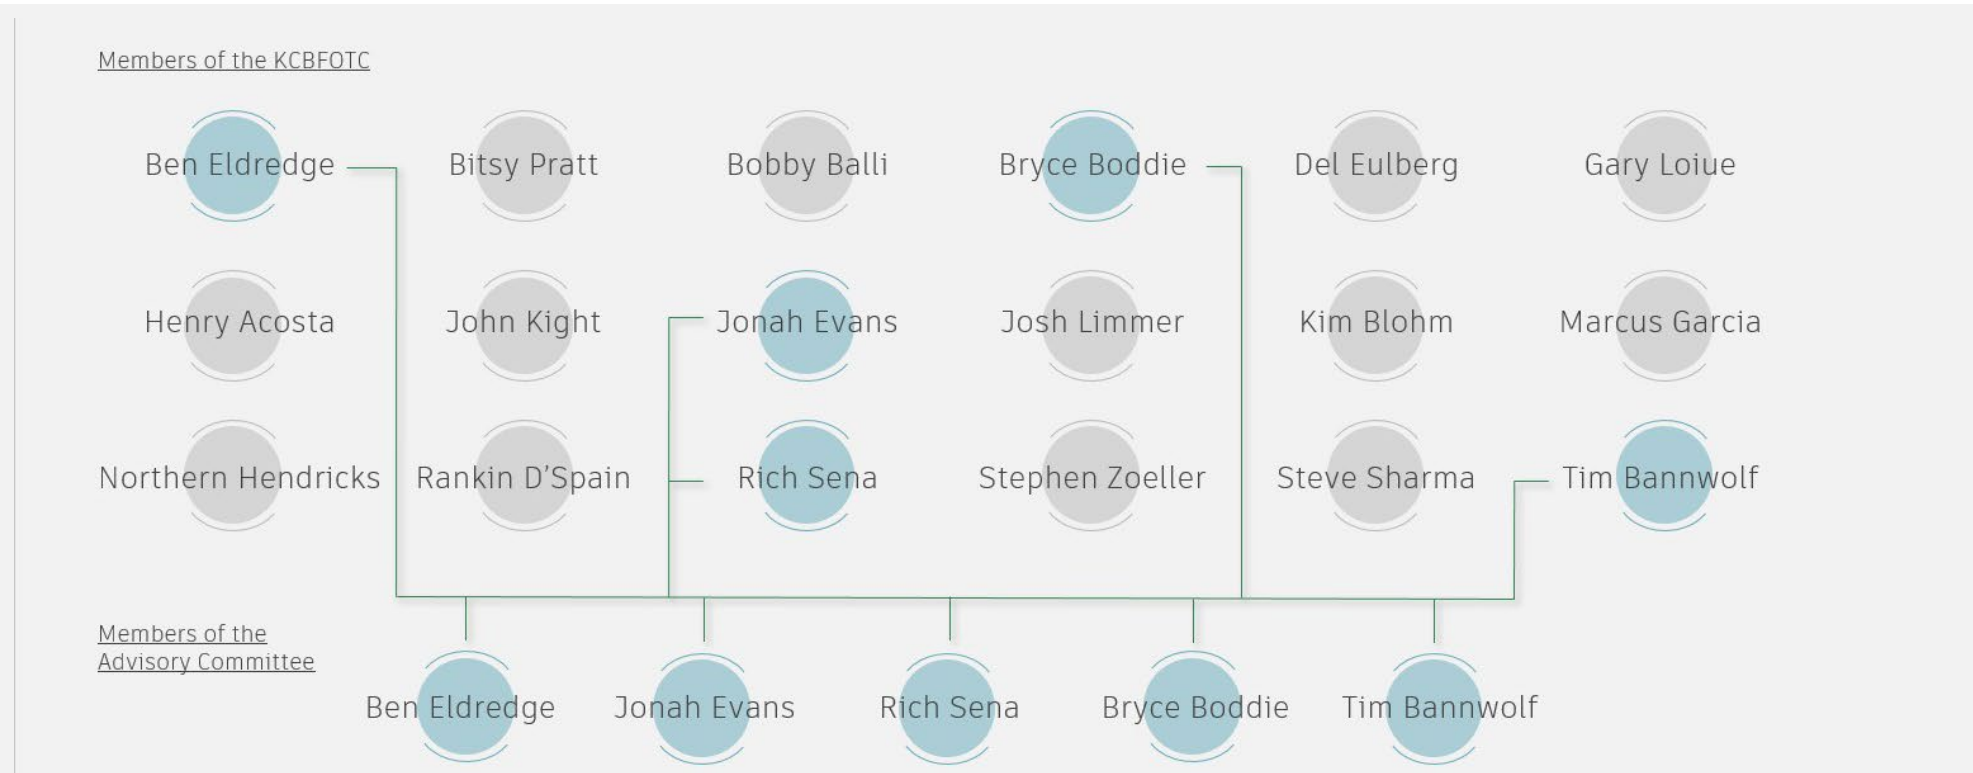 Members of the KCBFOTC
Ben Eldredge
Bitsy Pratt
Bobby Balli
Bryce Boddie
Del Eulberg
Gary Loiue
Henry Acosta
John Kight
Jonah Evans
Josh Limmer
Kim Blohm
Marcus Garcia
Northern Hendricks
Rankin D’Spain
Rich Sena
Stephen Zoeller
Steve Sharma
Tim Bannwolf
Members of the
Advisory Committee
Ben Eldredge
Jonah Evans
Rich Sena
Bryce Boddie
Tim Bannwolf